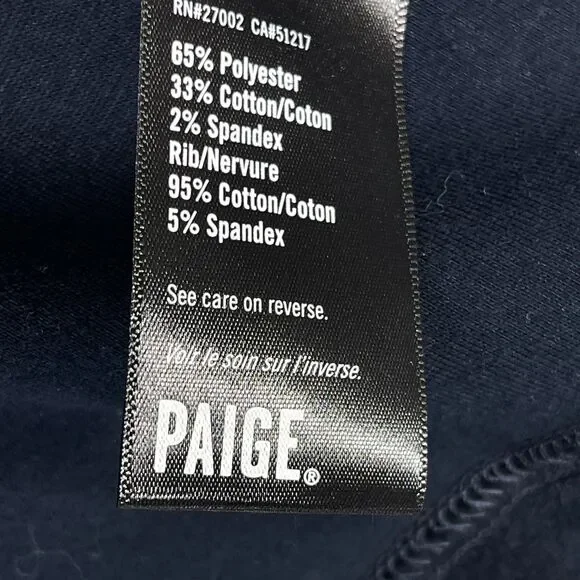 RN#27002 CA#51217
65% Polyester
33% Cotton/Coton
2% Spandex
Rib/Nervure
95% Cotton/Coton
5% Spandex
See care on reverse.
Voir le soin sur l'inverse.
PAIGE®